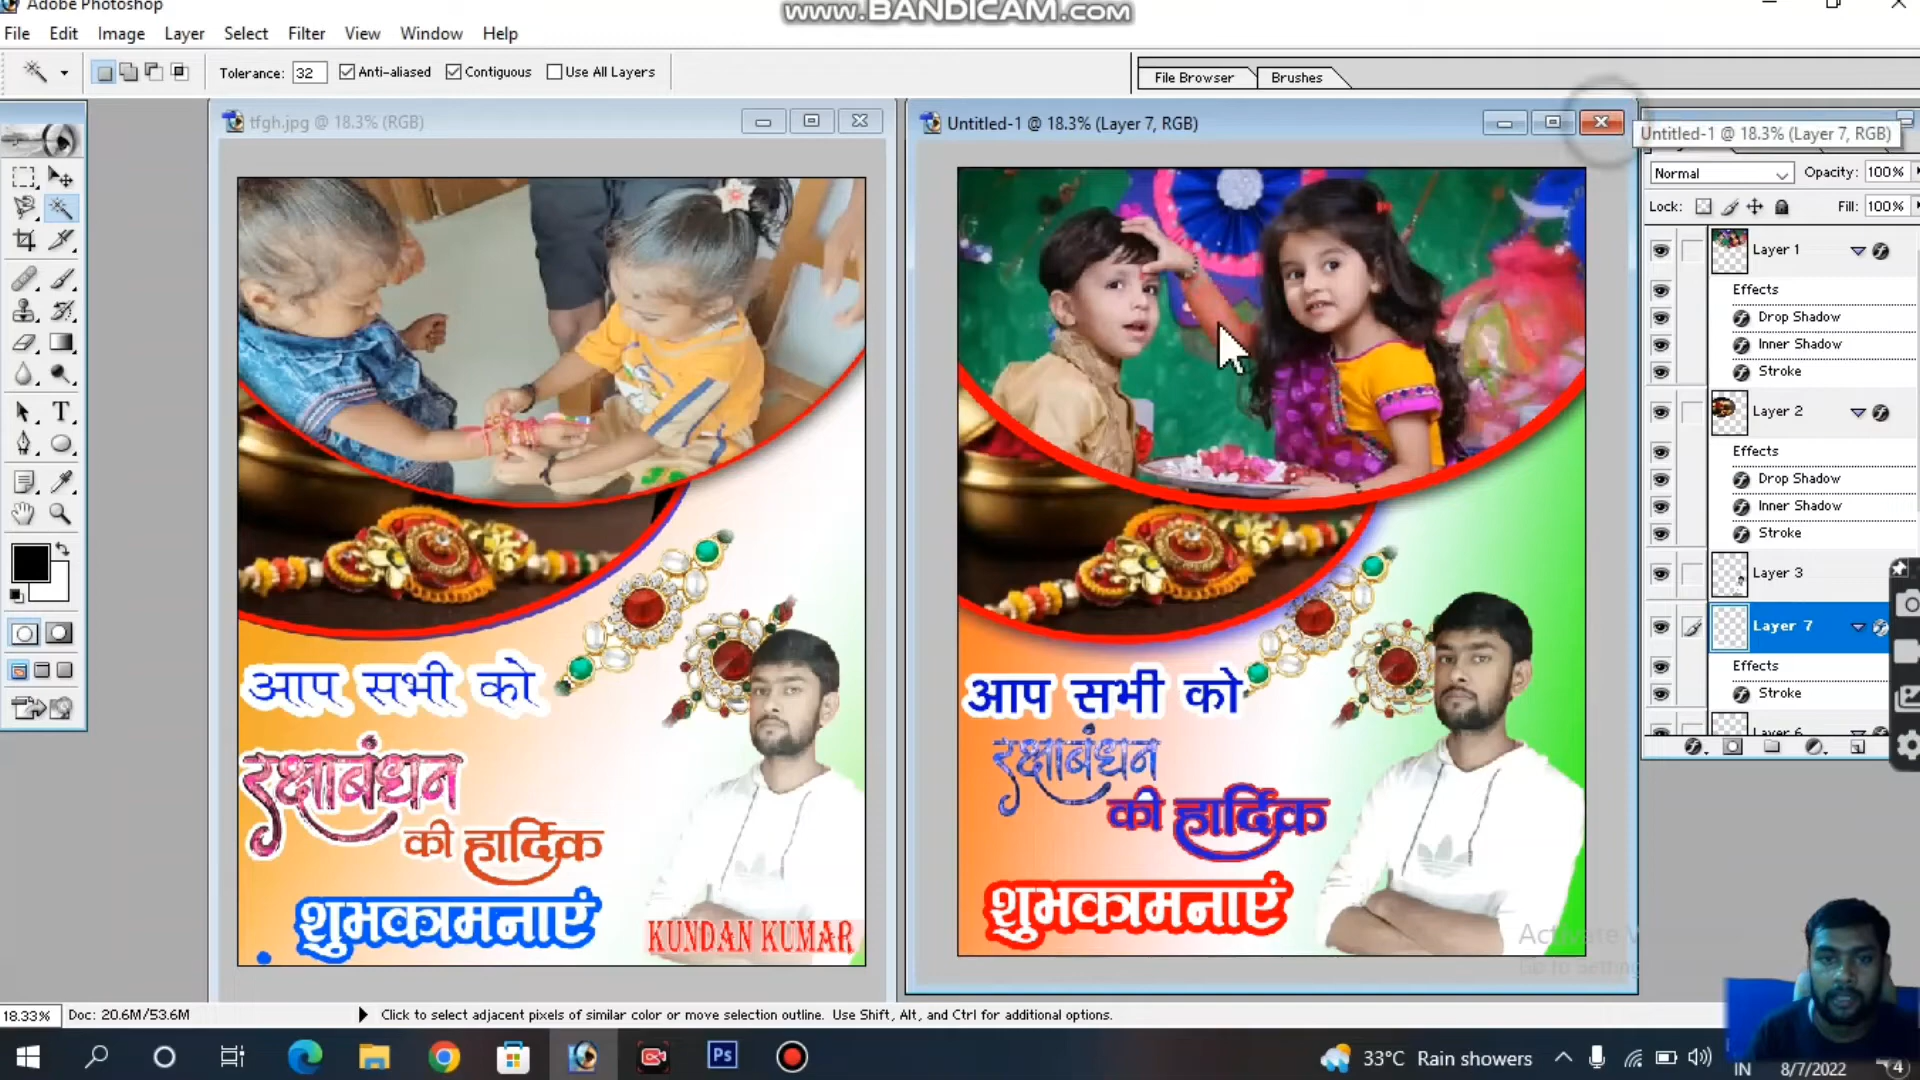 Adobe Photoshop
www.BANDICAM.com
File Edit Image Layer Select Filter View Window Help
Tolerance: 32 Anti-aliased Contiguous Use All Layers
File Browser Brushes
tfgh.jpg @ 18.3% (RGB)
Untitled-1 @ 18.3% (Layer 7, RGB)
Untitled-1 @ 18.3% (Layer 7, RGB)
Normal Opacity: 100%
Lock: Fill: 100%
Layer 1
Effects
Drop Shadow
Inner Shadow
Stroke
Layer 2
Effects
Drop Shadow
Inner Shadow
Stroke
Layer 3
Layer 7
Effects
Stroke
Layer 6
आप सभी को
रक्षाबंधन
की हार्दिक
शुभकामनाएं
KUNDAN KUMAR
आप सभी को
रक्षाबंधन
की हार्दिक
शुभकामनाएं
18.33% Doc: 20.6M/53.6M Click to select adjacent pixels of similar color or move selection outline. Use Shift, Alt, and Ctrl for additional options.
Ps
33°C Rain showers
IN 8/7/2022 4